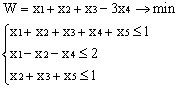 W = x1 + x2 + x3 − 3x4 → min
x1 + x2 + x3 + x4 + x5 ≤ 1
x1 − x2 − x4 ≤ 2
x2 + x3 + x5 ≤ 1